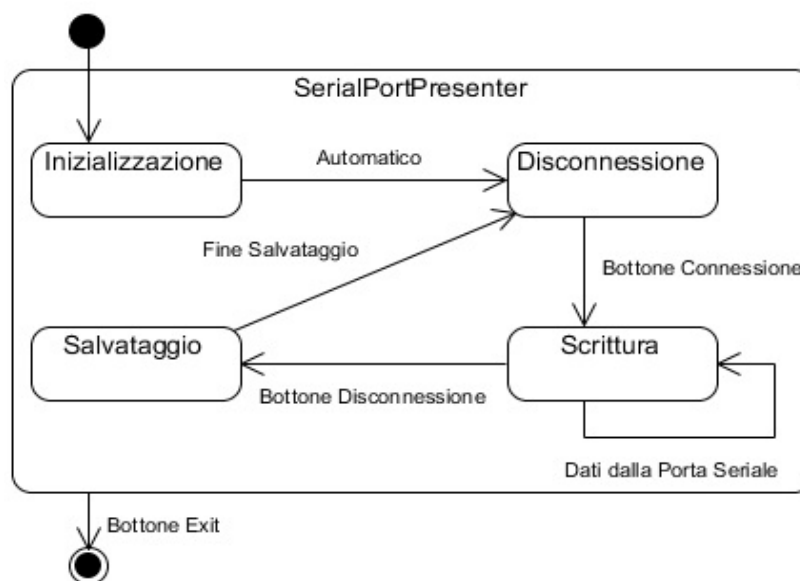 SerialPortPresenter
Inizializzazione
Automatico
Disconnessione
Fine Salvataggio
Bottone Connessione
Salvataggio
Scrittura
Bottone Disconnessione
Dati dalla Porta Seriale
Bottone Exit